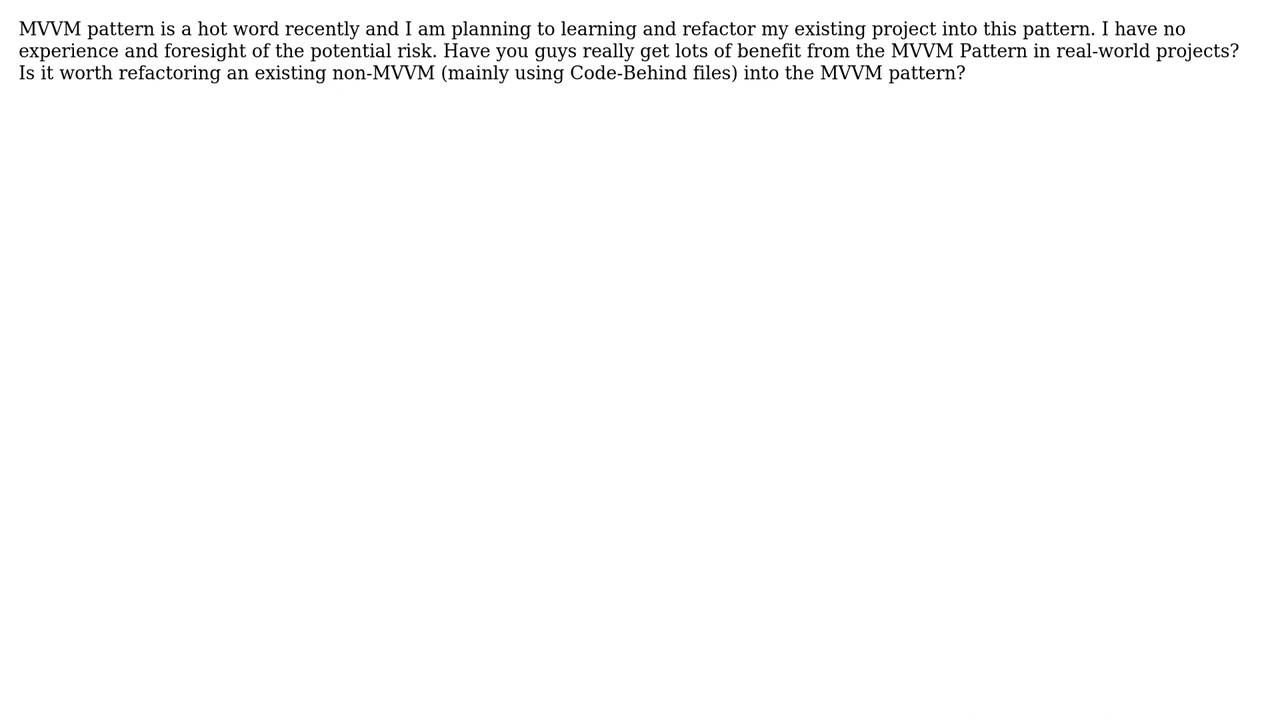 MVVM pattern is a hot word recently and I am planning to learning and refactor my existing project into this pattern. I have no
experience and foresight of the potential risk. Have you guys really get lots of benefit from the MVVM Pattern in real-world projects?
Is it worth refactoring an existing non-MVVM (mainly using Code-Behind files) into the MVVM pattern?